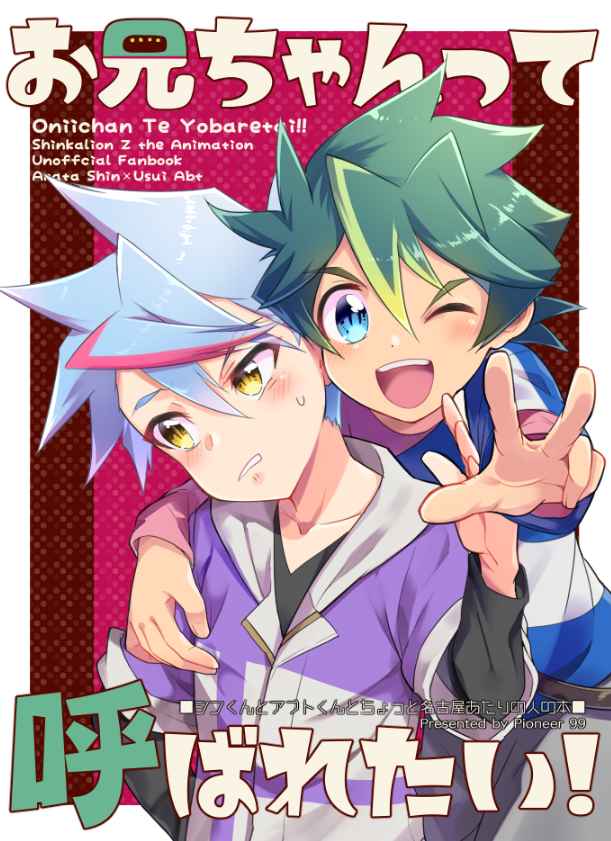 お兄ちゃんって
Oniichan Te Yobaretai!!
Shinkalion Z the Animation
Unoffcial Fanbook
Arata Shin×Usui Abt
■シンくんとアブトくんとちょっと名古屋あたりの人の本■
Presented by Pioneer 99
呼ばれたい!